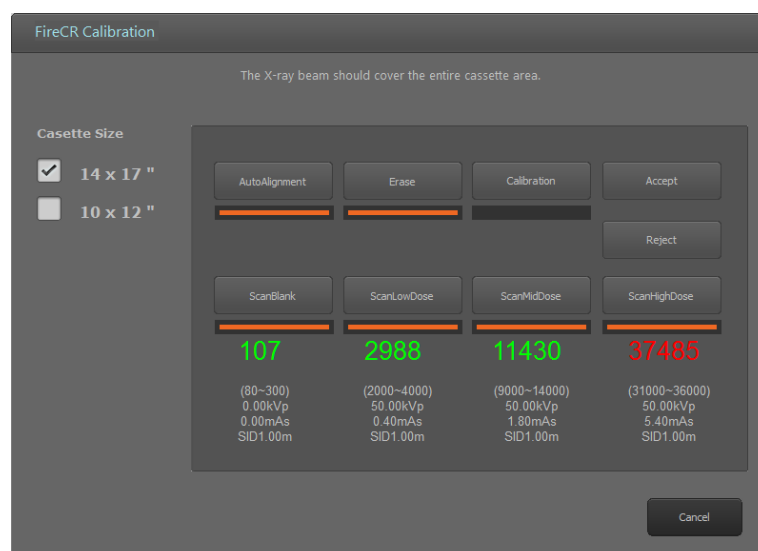 FireCR Calibration
The X-ray beam should cover the entire cassette area.
Casette Size
14 x 17 "
10 x 12 "
AutoAlignment Erase Calibration Accept
Reject
ScanBlank ScanLowDose ScanMidDose ScanHighDose
107 2988 11430 37485
(80~300) (2000~4000) (9000~14000) (31000~36000)
0.00kVp 50.00kVp 50.00kVp 50.00kVp
0.00mAs 0.40mAs 1.80mAs 5.40mAs
SID1.00m SID1.00m SID1.00m SID1.00m
Cancel